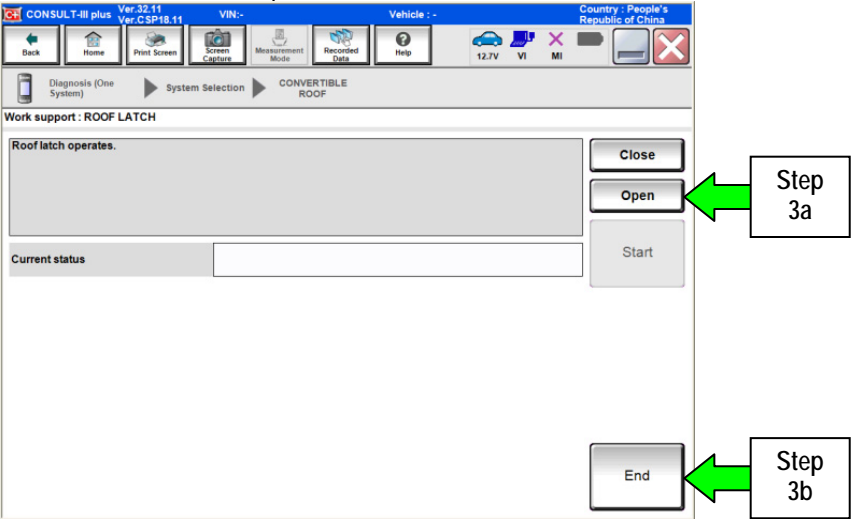 CONSULT-III plus Ver.32.11 VIN:- Vehicle : - Country : People's
Ver.CSP18.11 Republic of China
Back Home Print Screen Screen Capture Measurement Mode Recorded Data Help 12.7V VI MI
Diagnosis (One System) System Selection CONVERTIBLE ROOF
Work support : ROOF LATCH
Roof latch operates.
Close
Open
Step
3a
Current status
Start
End
Step
3b